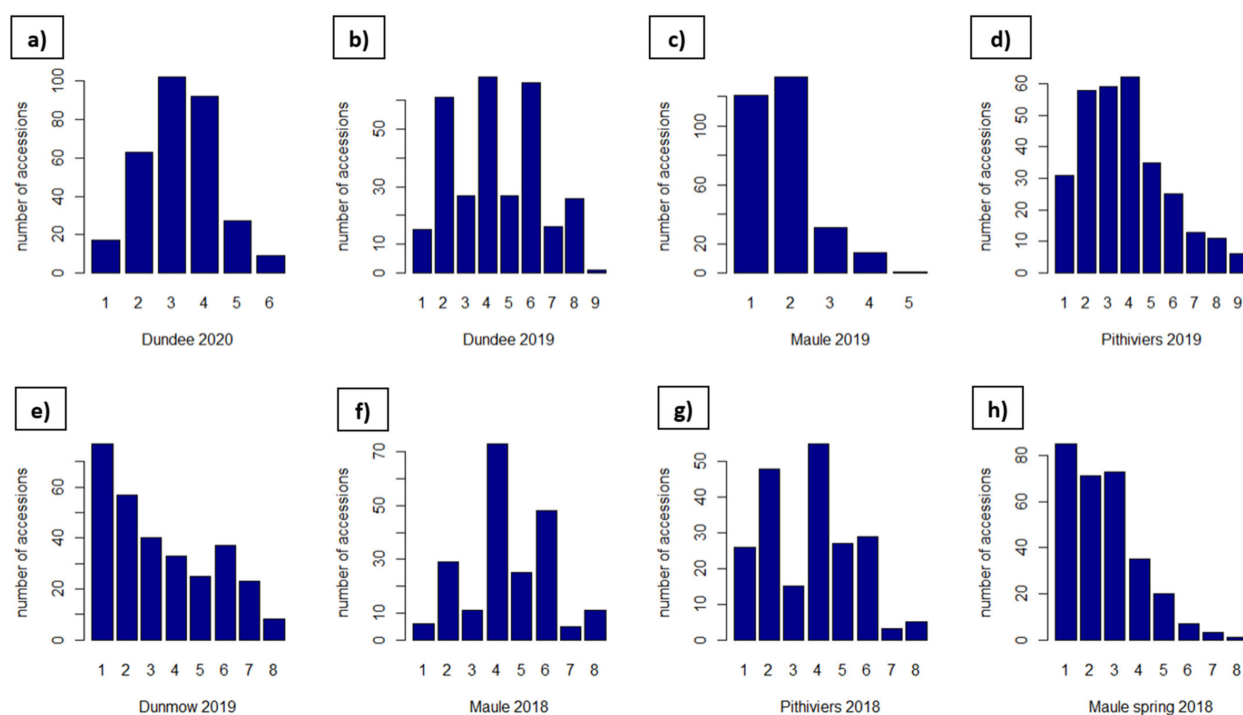 a)
number of accessions
0 20 40 60 80 100
1 2 3 4 5 6
Dundee 2020
b)
number of accessions
0 10 30 50
1 2 3 4 5 6 7 8 9
Dundee 2019
c)
number of accessions
0 20 60 100
1 2 3 4 5
Maule 2019
d)
number of accessions
0 10 20 30 40 50 60
1 2 3 4 5 6 7 8 9
Pithiviers 2019
e)
number of accessions
0 20 40 60
1 2 3 4 5 6 7 8
Dunmow 2019
f)
number of accessions
0 10 30 50 70
1 2 3 4 5 6 7 8
Maule 2018
g)
number of accessions
0 10 20 30 40 50
1 2 3 4 5 6 7 8
Pithiviers 2018
h)
number of accessions
0 20 40 60 80
1 2 3 4 5 6 7 8
Maule spring 2018